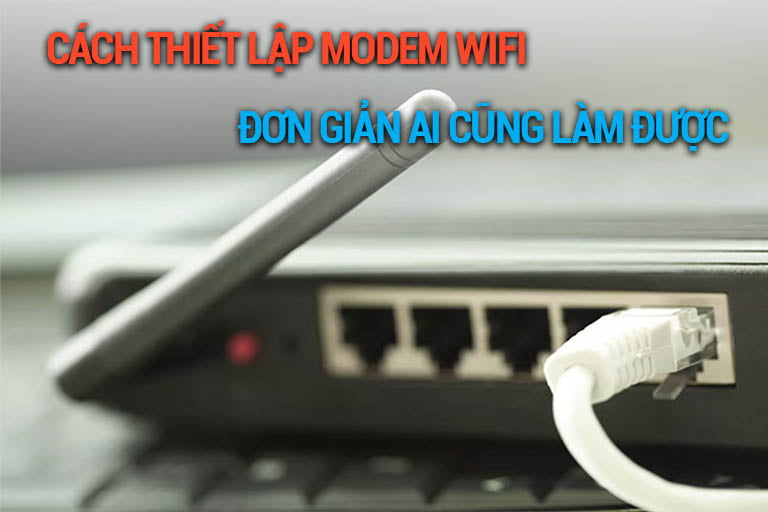 CÁCH THIẾT LẬP MODEM WIFI
ĐƠN GIẢN AI CŨNG LÀM ĐƯỢC